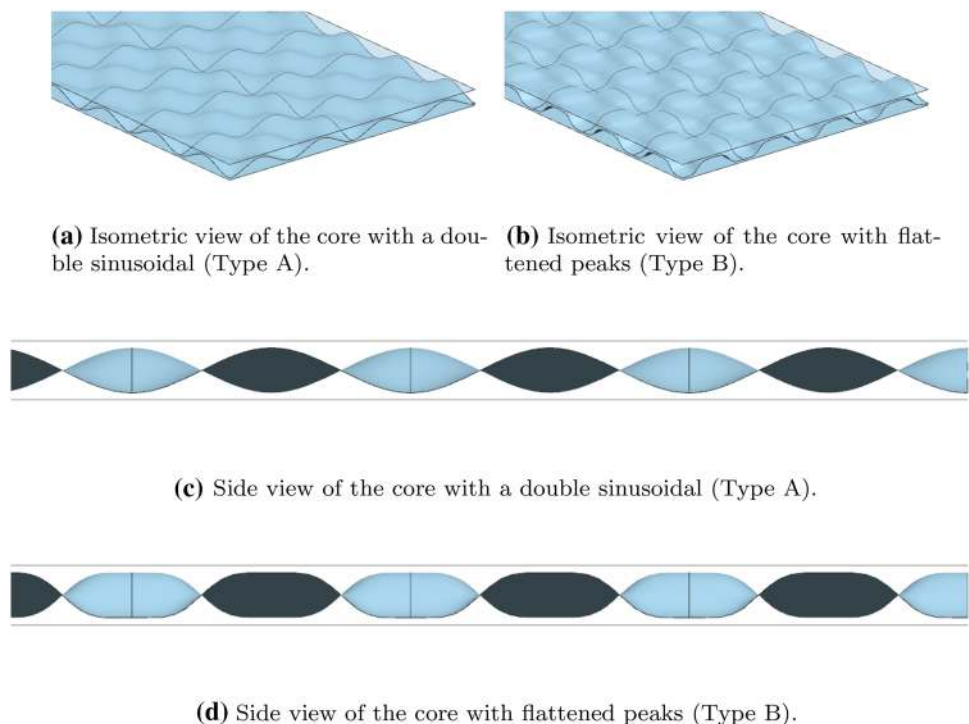 (a) Isometric view of the core with a dou-
ble sinusoidal (Type A).
(b) Isometric view of the core with flat-
tened peaks (Type B).
(c) Side view of the core with a double sinusoidal (Type A).
(d) Side view of the core with flattened peaks (Type B).